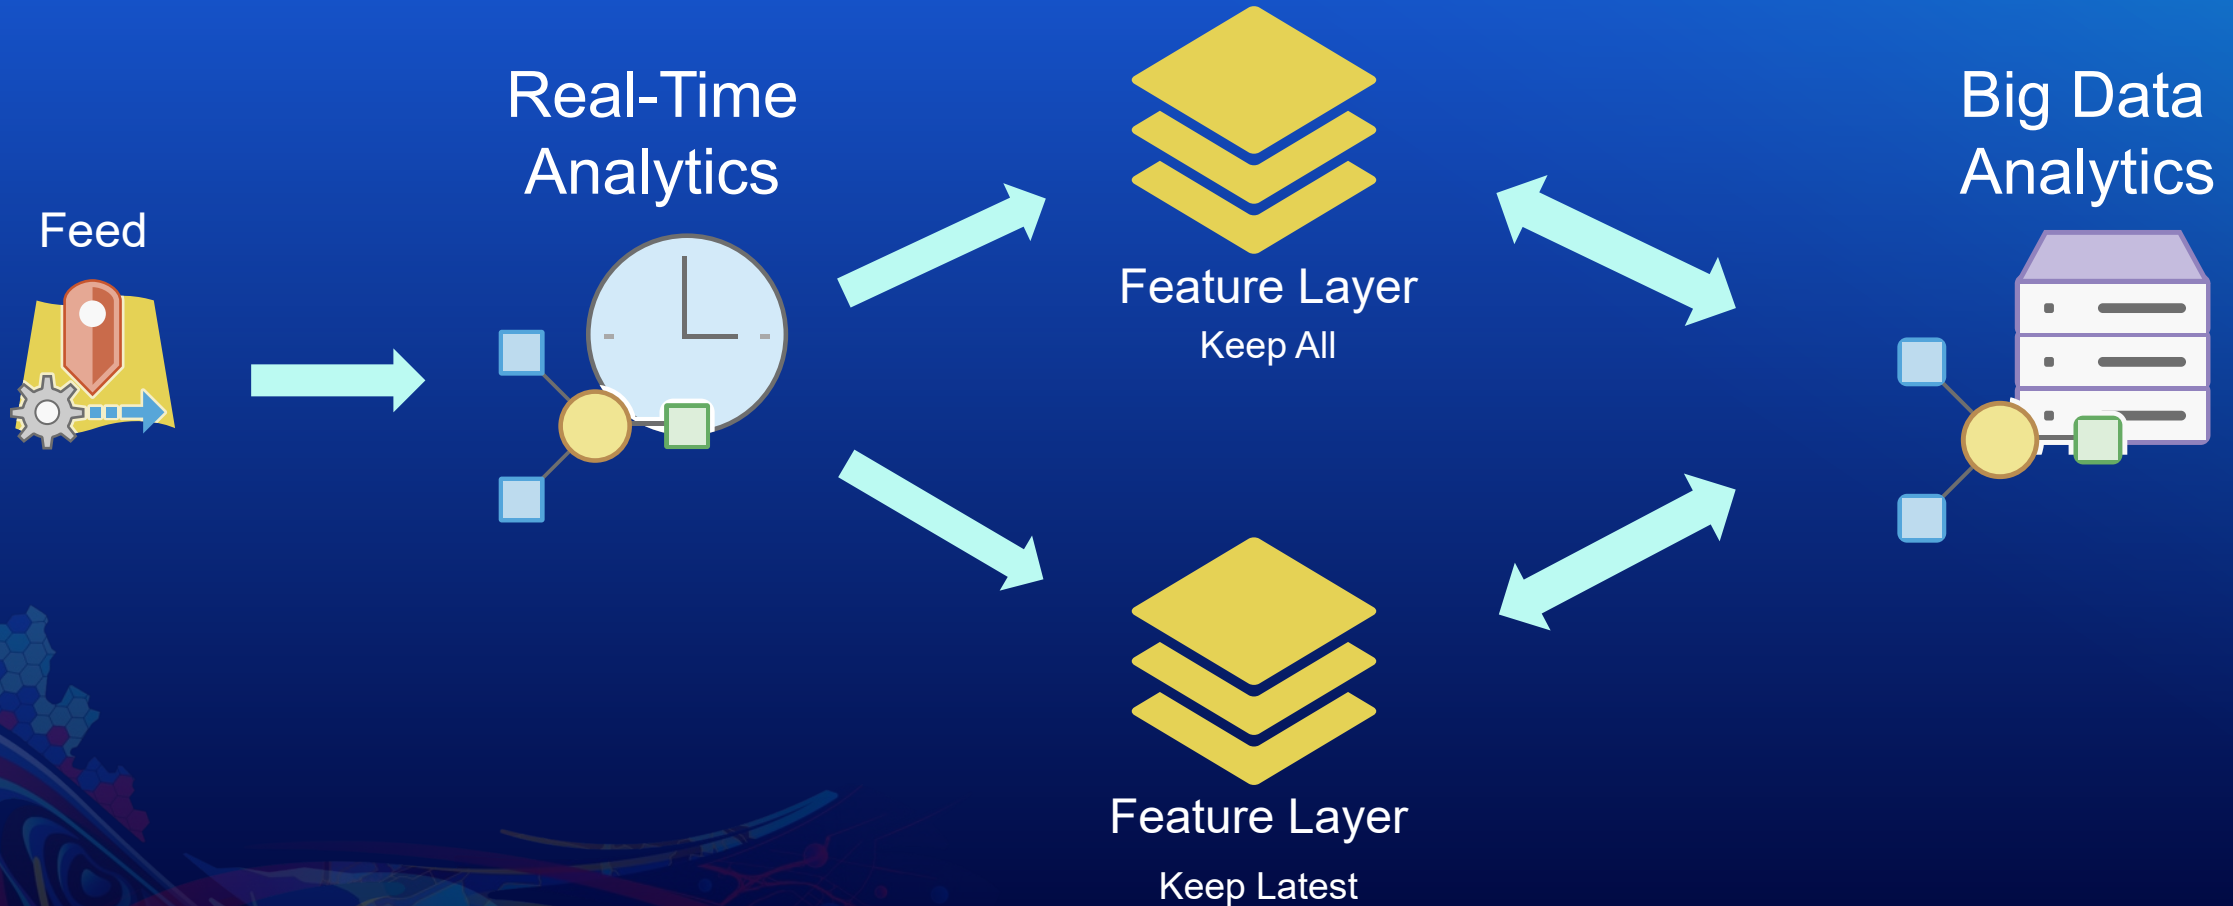 Feed
Real-Time
Analytics
Feature Layer
Keep All
Feature Layer
Keep Latest
Big Data
Analytics